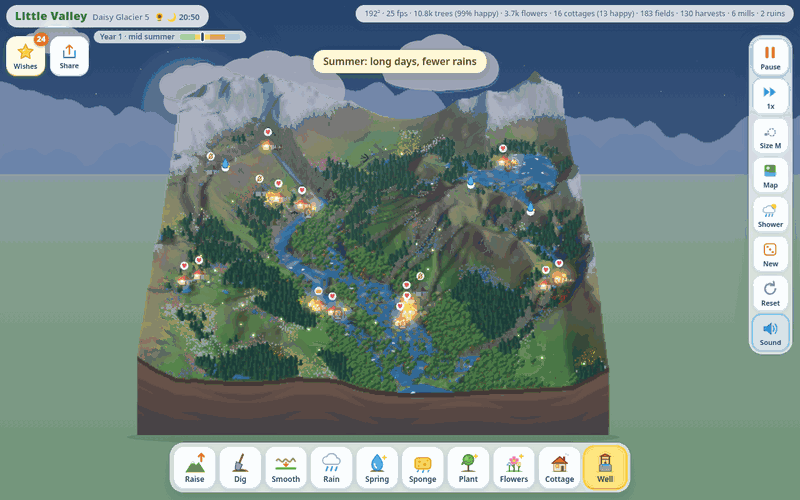 Little Valley Daisy Glacier 5 20:50
192² · 25 fps · 10.8k trees (99% happy) · 3.7k flowers · 16 cottages (13 happy) · 183 fields · 130 harvests · 6 mills · 2 ruins
Year 1 · mid summer
24
Wishes
Share
Summer: long days, fewer rains
Pause
1x
Size M
Map
Shower
New
Reset
Sound
Raise
Dig
Smooth
Rain
Spring
Sponge
Plant
Flowers
Cottage
Well